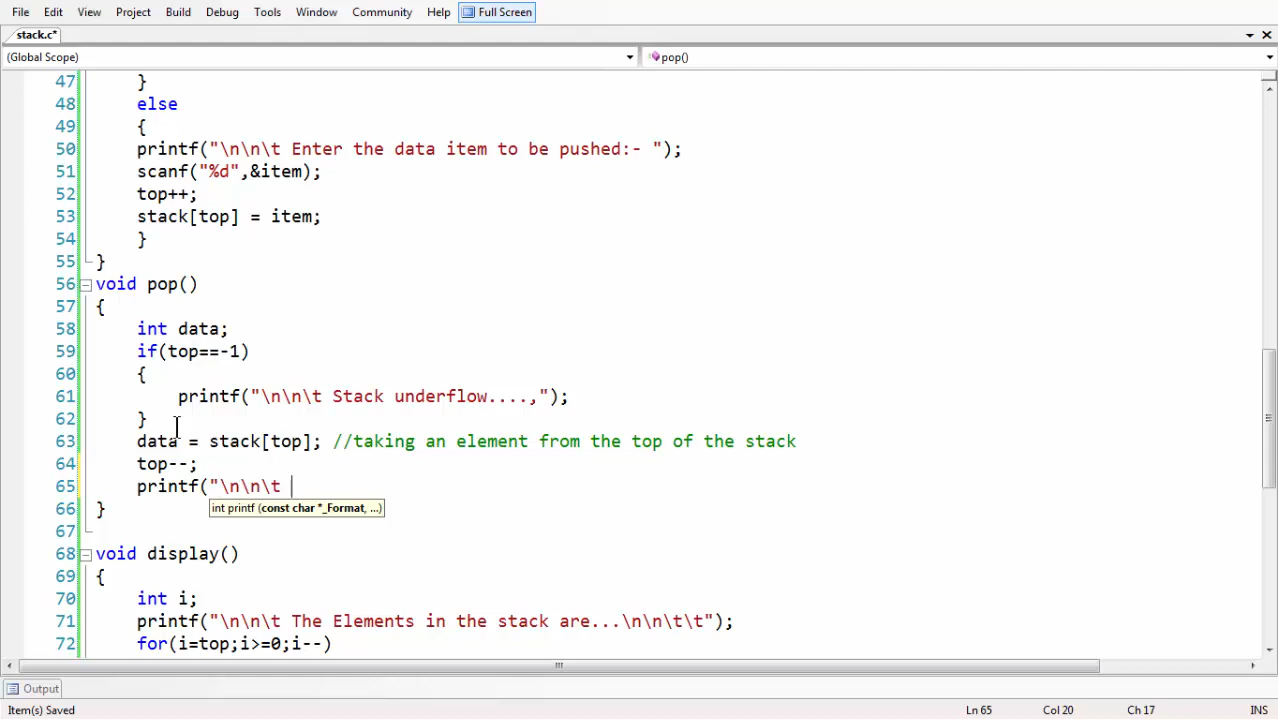 File Edit View Project Build Debug Tools Window Community Help Full Screen
stack.c*
(Global Scope) pop()
47 }
48 else
49 {
50 printf("\n\n\t Enter the data item to be pushed:- ");
51 scanf("%d",&item);
52 top++;
53 stack[top] = item;
54 }
55 }
56 void pop()
57 {
58 int data;
59 if(top==-1)
60 {
61 printf("\n\n\t Stack underflow....,");
62 }
63 data = stack[top]; //taking an element from the top of the stack
64 top--;
65 printf("\n\n\t
int printf (const char *_Format, ...)
66 }
67
68 void display()
69 {
70 int i;
71 printf("\n\n\t The Elements in the stack are...\n\n\t\t");
72 for(i=top;i>=0;i--)
Output
Item(s) Saved Ln 65 Col 20 Ch 17 INS